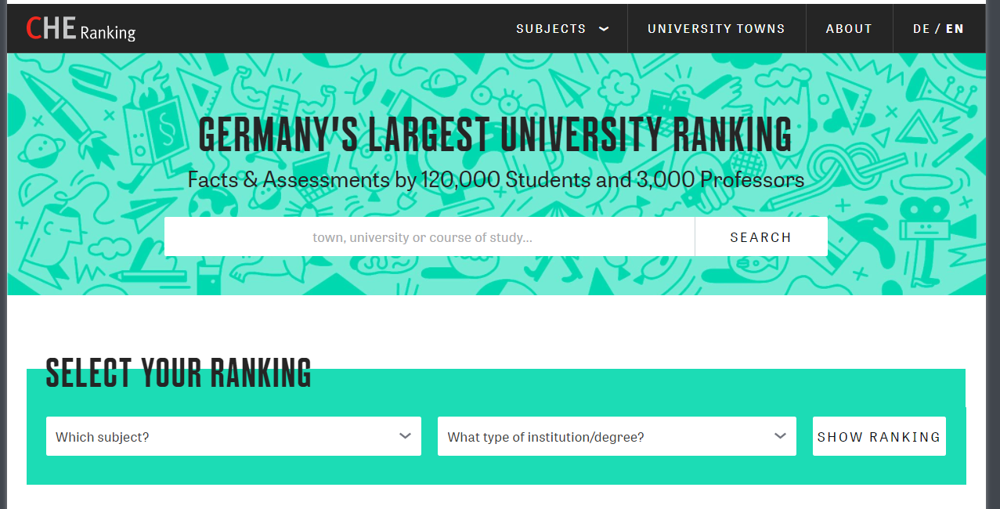 CHE Ranking
SUBJECTS
UNIVERSITY TOWNS
ABOUT
DE / EN
GERMANY'S LARGEST UNIVERSITY RANKING
Facts & Assessments by 120,000 Students and 3,000 Professors
town, university or course of study...
SEARCH
SELECT YOUR RANKING
Which subject?
What type of institution/degree?
SHOW RANKING